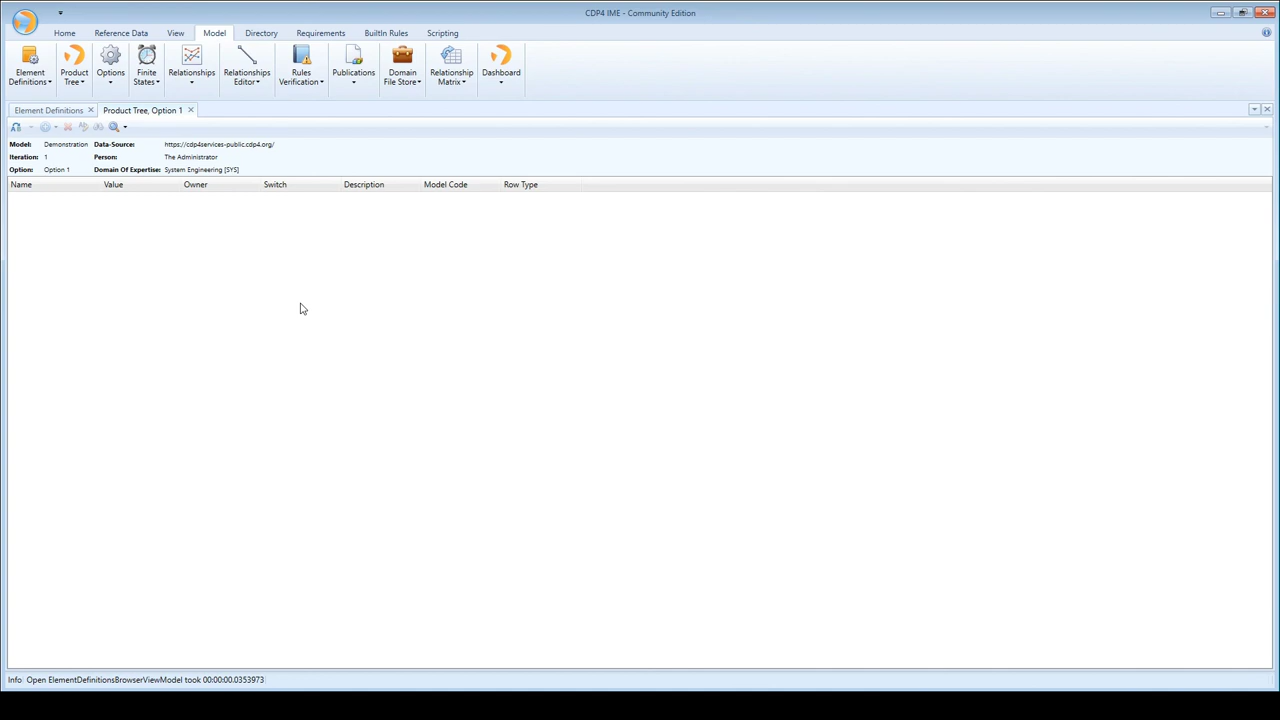 CDP4 IME - Community Edition
Home Reference Data View Model Directory Requirements BuiltIn Rules Scripting
Element Definitions Product Tree Options Finite States Relationships Relationships Editor Rules Verification Publications Domain File Store Relationship Matrix Dashboard
Element Definitions Product Tree, Option 1
Model: Demonstration Data-Source: https://cdp4services-public.cdp4.org/
Iteration: 1 Person: The Administrator
Option: Option 1 Domain Of Expertise: System Engineering [SYS]
Name Value Owner Switch Description Model Code Row Type
Info Open ElementDefinitionsBrowserViewModel took 00:00:00.0353973